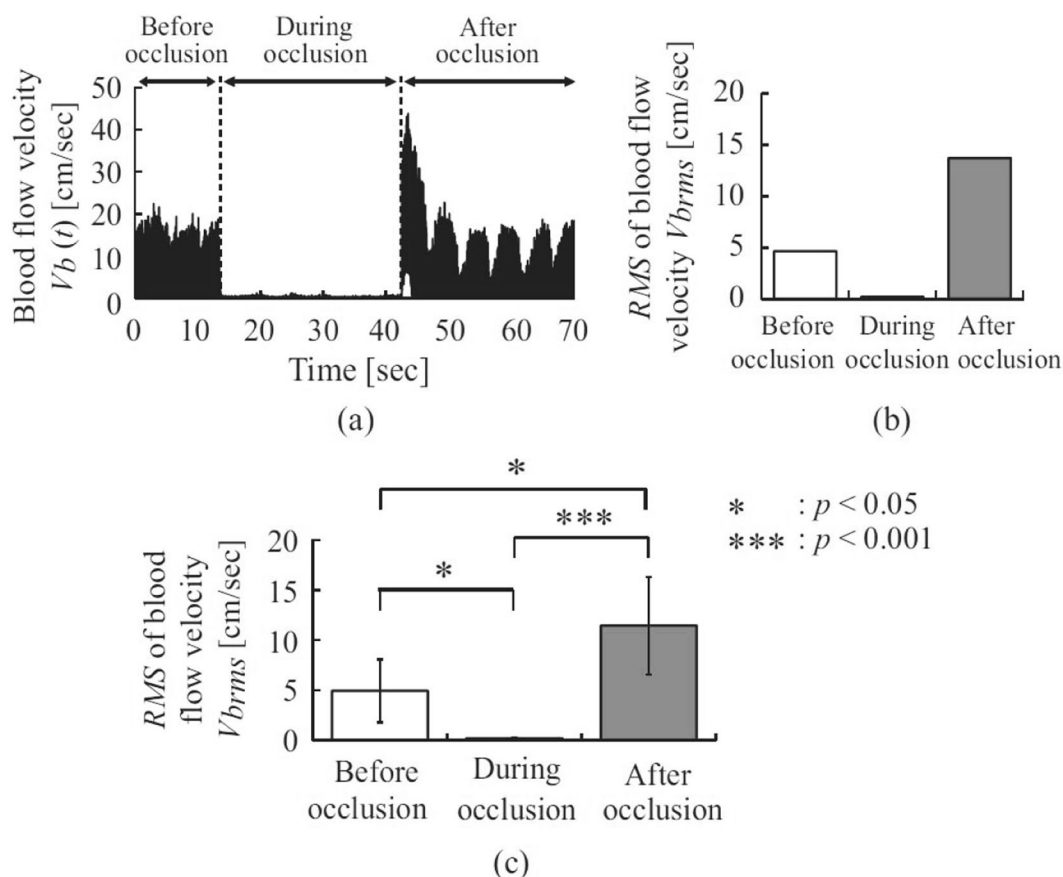 Before occlusion
During occlusion
After occlusion
Blood flow velocity
Vb (t) [cm/sec]
50
40
30
20
10
0
0 10 20 30 40 50 60 70
Time [sec]
(a)
RMS of blood flow
velocity Vbrms [cm/sec]
20
15
10
5
0
Before occlusion
During occlusion
After occlusion
(b)
*
***
*
* : p < 0.05
*** : p < 0.001
RMS of blood
flow velocity
Vbrms [cm/sec]
20
15
10
5
0
Before occlusion
During occlusion
After occlusion
(c)